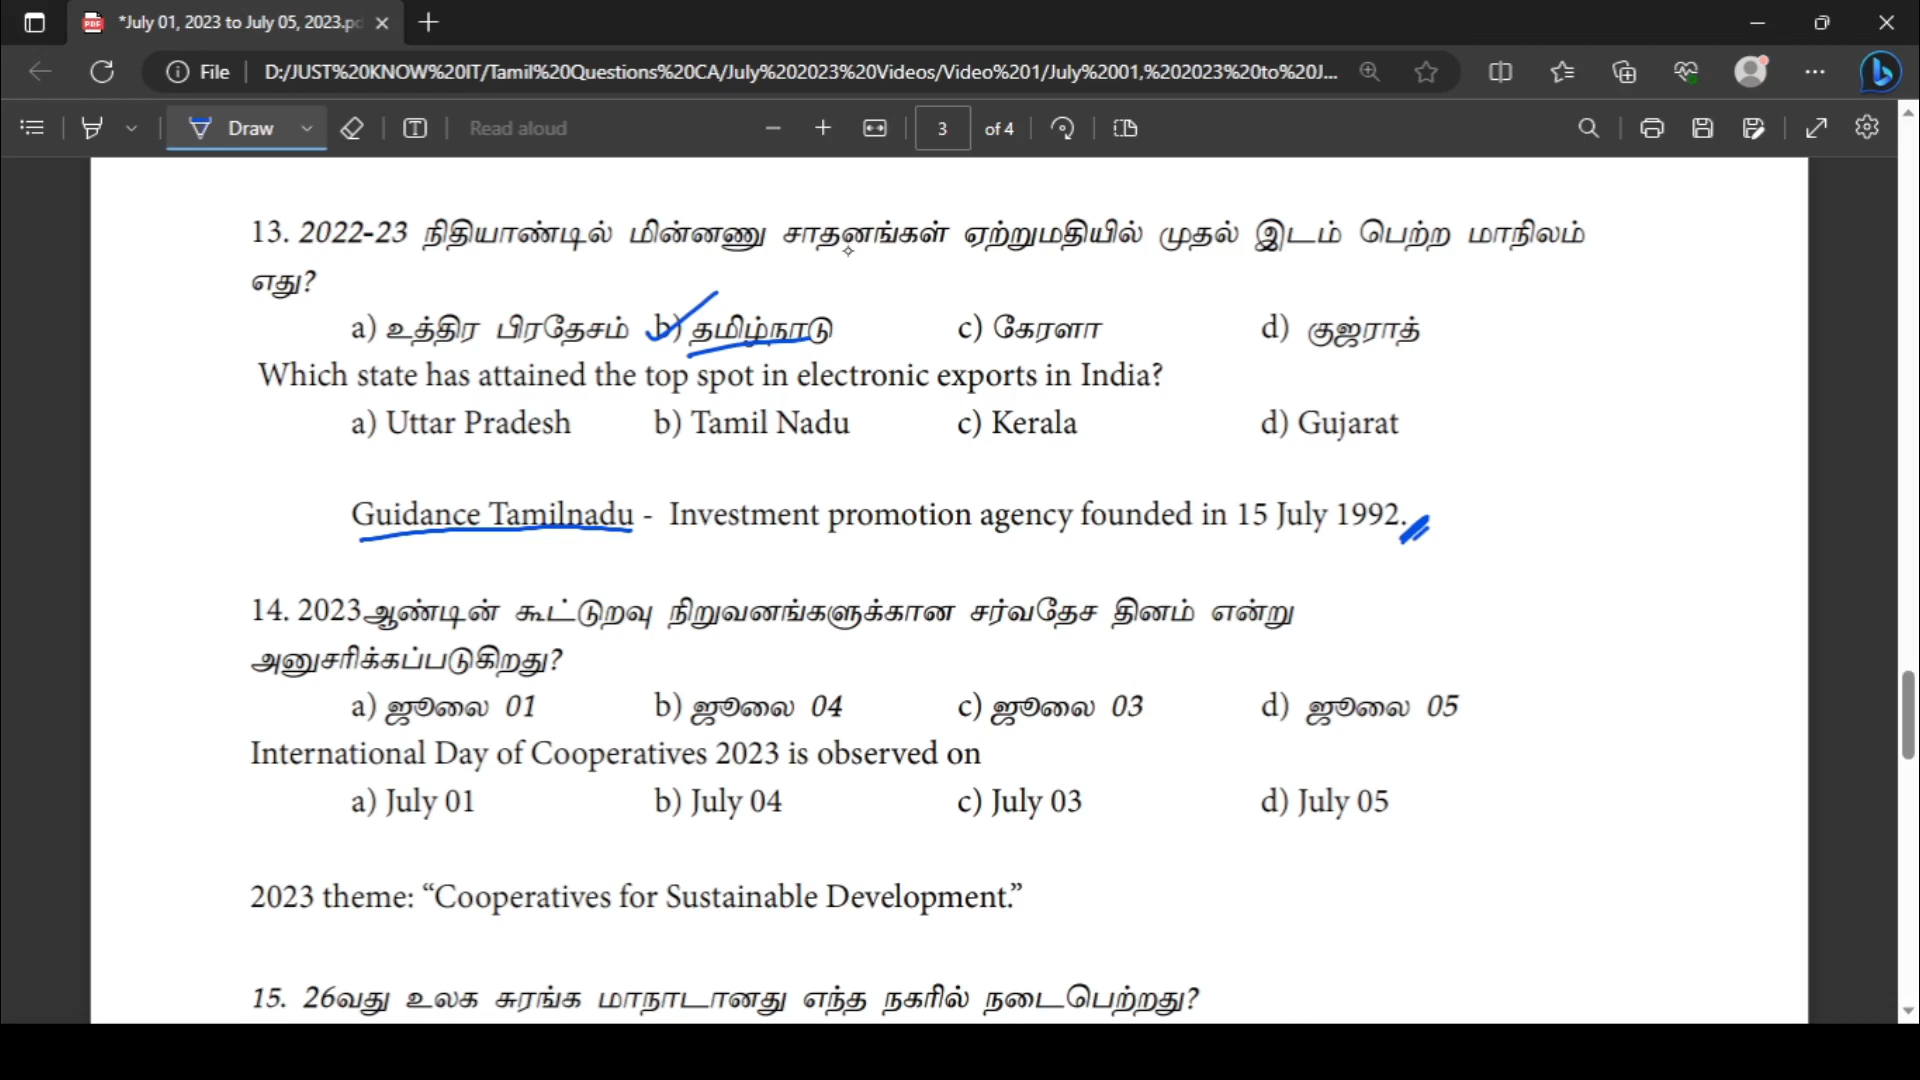 *July 01, 2023 to July 05, 2023.pd
File D:/JUST%20KNOW%20IT/Tamil%20Questions%20CA/July%202023%20Videos/Video%201/July%2001,%202023%20to%20J...
Draw Read aloud 3 of 4
13. 2022-23 நிதியாண்டில் மின்னணு சாதனங்கள் ஏற்றுமதியில் முதல் இடம் பெற்ற மாநிலம்
எது?
a) உத்திர பிரதேசம் b) தமிழ்நாடு c) கேரளா d) குஜராத்
Which state has attained the top spot in electronic exports in India?
a) Uttar Pradesh b) Tamil Nadu c) Kerala d) Gujarat
Guidance Tamilnadu - Investment promotion agency founded in 15 July 1992.
14. 2023ஆண்டின் கூட்டுறவு நிறுவனங்களுக்கான சர்வதேச தினம் என்று
அனுசரிக்கப்படுகிறது?
a) ஜூலை 01 b) ஜூலை 04 c) ஜூலை 03 d) ஜூலை 05
International Day of Cooperatives 2023 is observed on
a) July 01 b) July 04 c) July 03 d) July 05
2023 theme: “Cooperatives for Sustainable Development.”
15. 26வது உலக சுரங்க மாநாடானது எந்த நகரில் நடைபெற்றது?